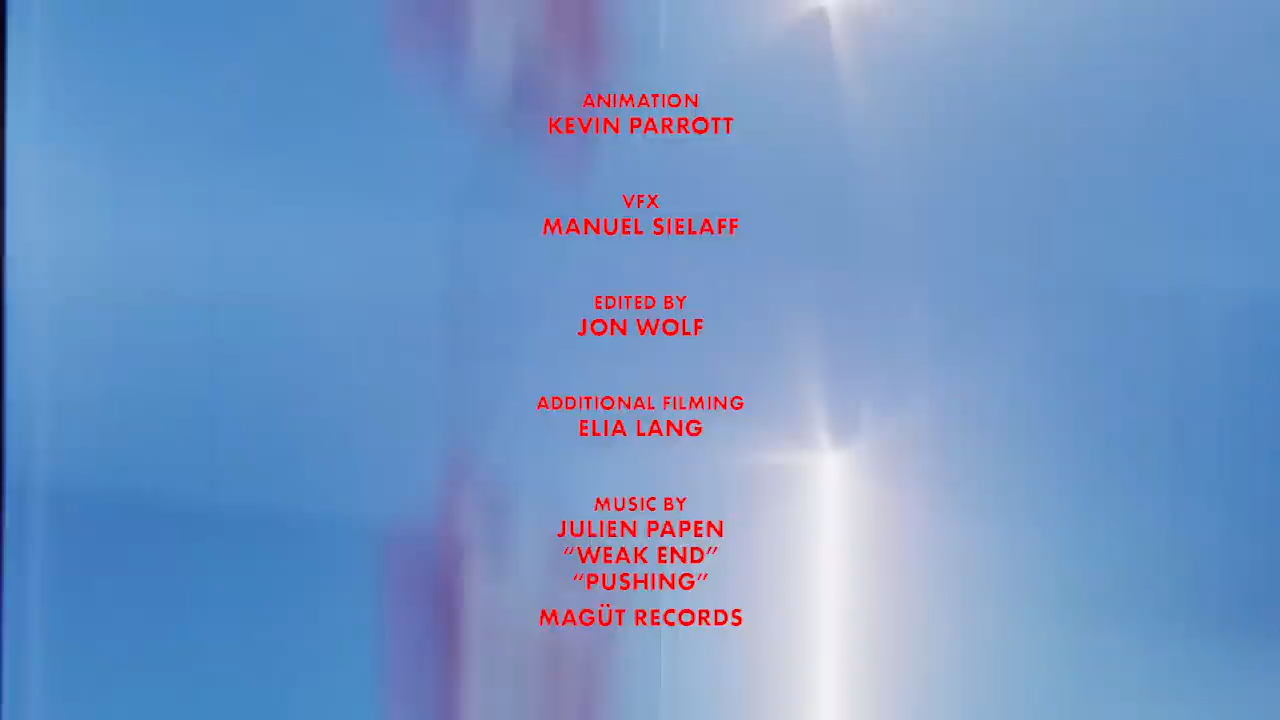 ANIMATION
KEVIN PARROTT
VFX
MANUEL SIELAFF
EDITED BY
JON WOLF
ADDITIONAL FILMING
ELIA LANG
MUSIC BY
JULIEN PAPEN
“WEAK END”
“PUSHING”
MAGÜT RECORDS